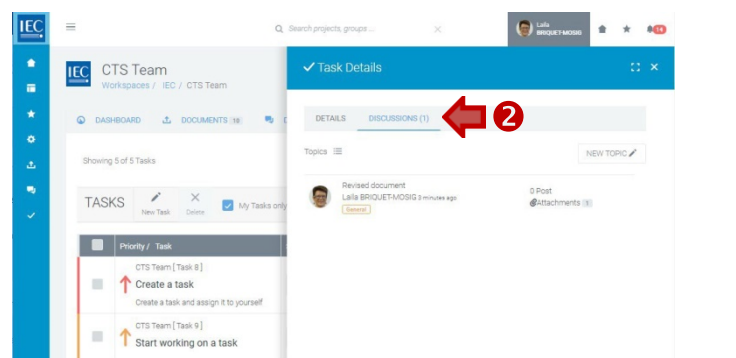 IEC
Search projects, groups ...
Laila
BRIQUET-MOSIG
14
IEC
CTS Team
Workspaces / IEC / CTS Team
DASHBOARD
DOCUMENTS 10
D
Showing 5 of 5 Tasks
TASKS
New Task
Delete
My Tasks only
Priority / Task
CTS Team [ Task 8 ]
Create a task
Create a task and assign it to yourself
CTS Team [ Task 9 ]
Start working on a task
Task Details
DETAILS
DISCUSSIONS (1)
2
Topics
NEW TOPIC
Revised document
Laila BRIQUET-MOSIG 3 minutes ago
General
0 Post
Attachments 1